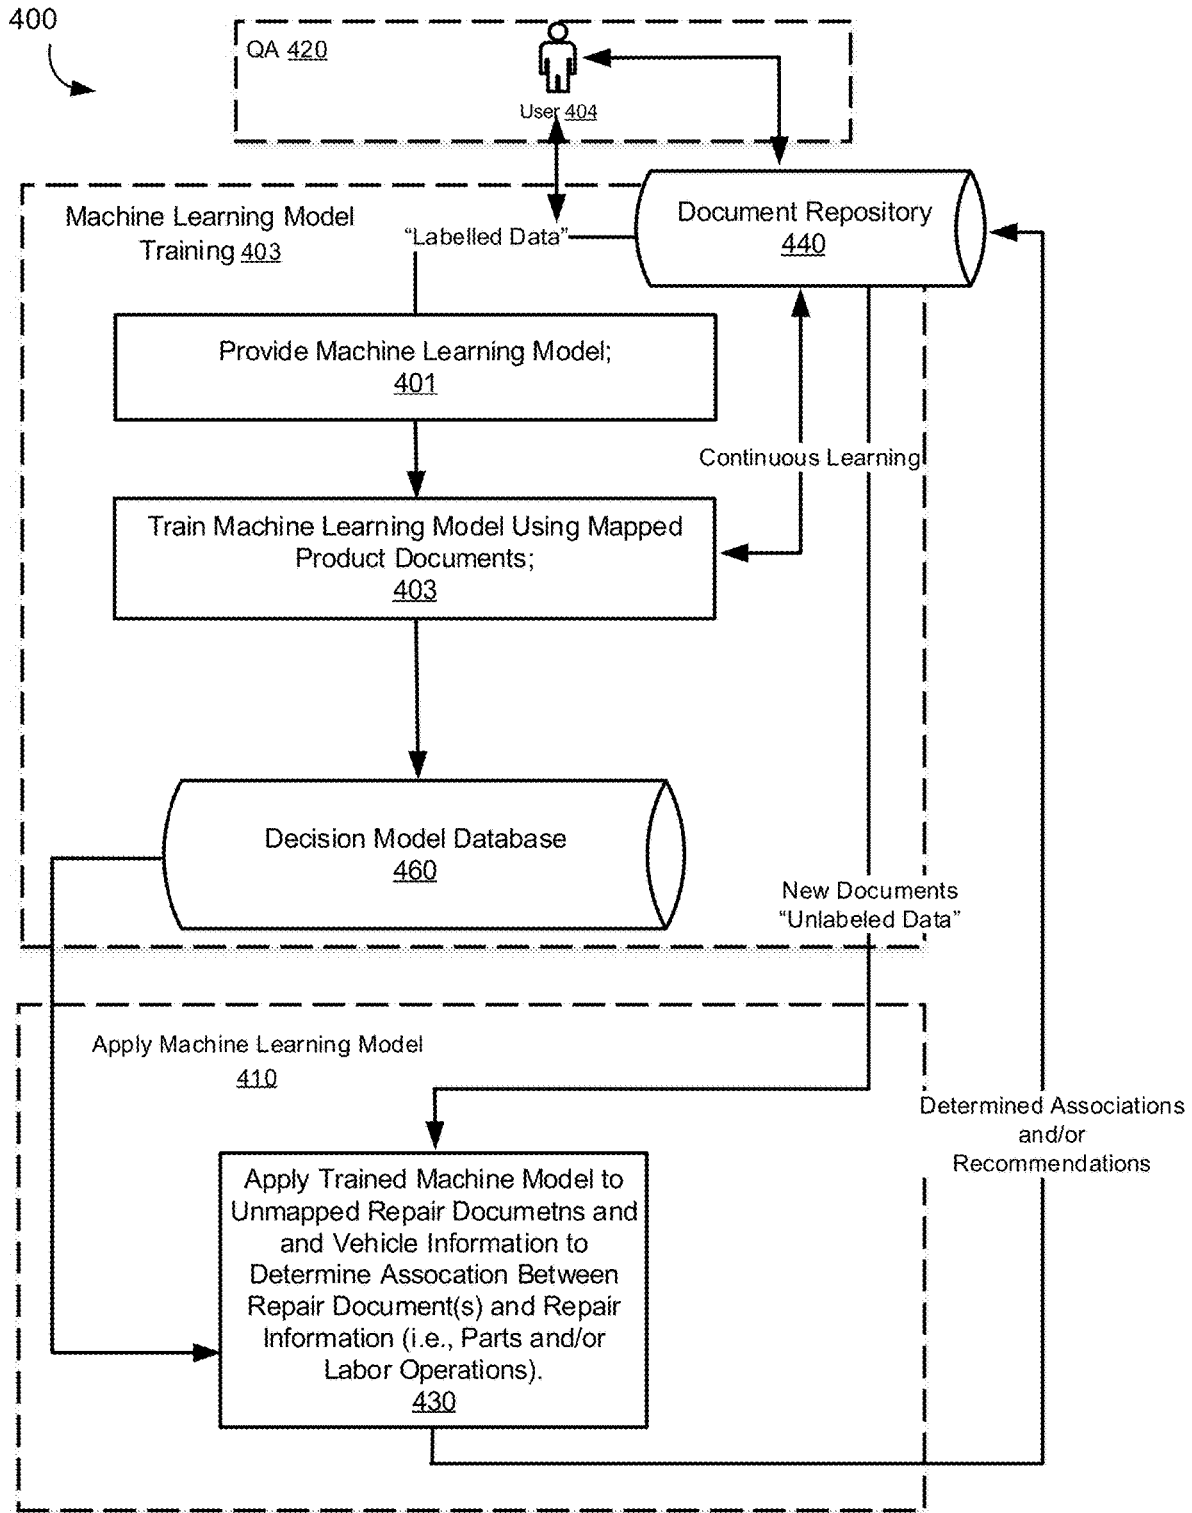 400
QA 420
User 404
Machine Learning Model
Training 403
"Labelled Data"
Document Repository
440
Provide Machine Learning Model;
401
Continuous Learning
Train Machine Learning Model Using Mapped
Product Documents;
403
Decision Model Database
460
New Documents
"Unlabeled Data"
Apply Machine Learning Model
410
Determined Associations
and/or
Recommendations
Apply Trained Machine Model to
Unmapped Repair Documetns and
and Vehicle Information to
Determine Assocation Between
Repair Document(s) and Repair
Information (i.e., Parts and/or
Labor Operations).
430